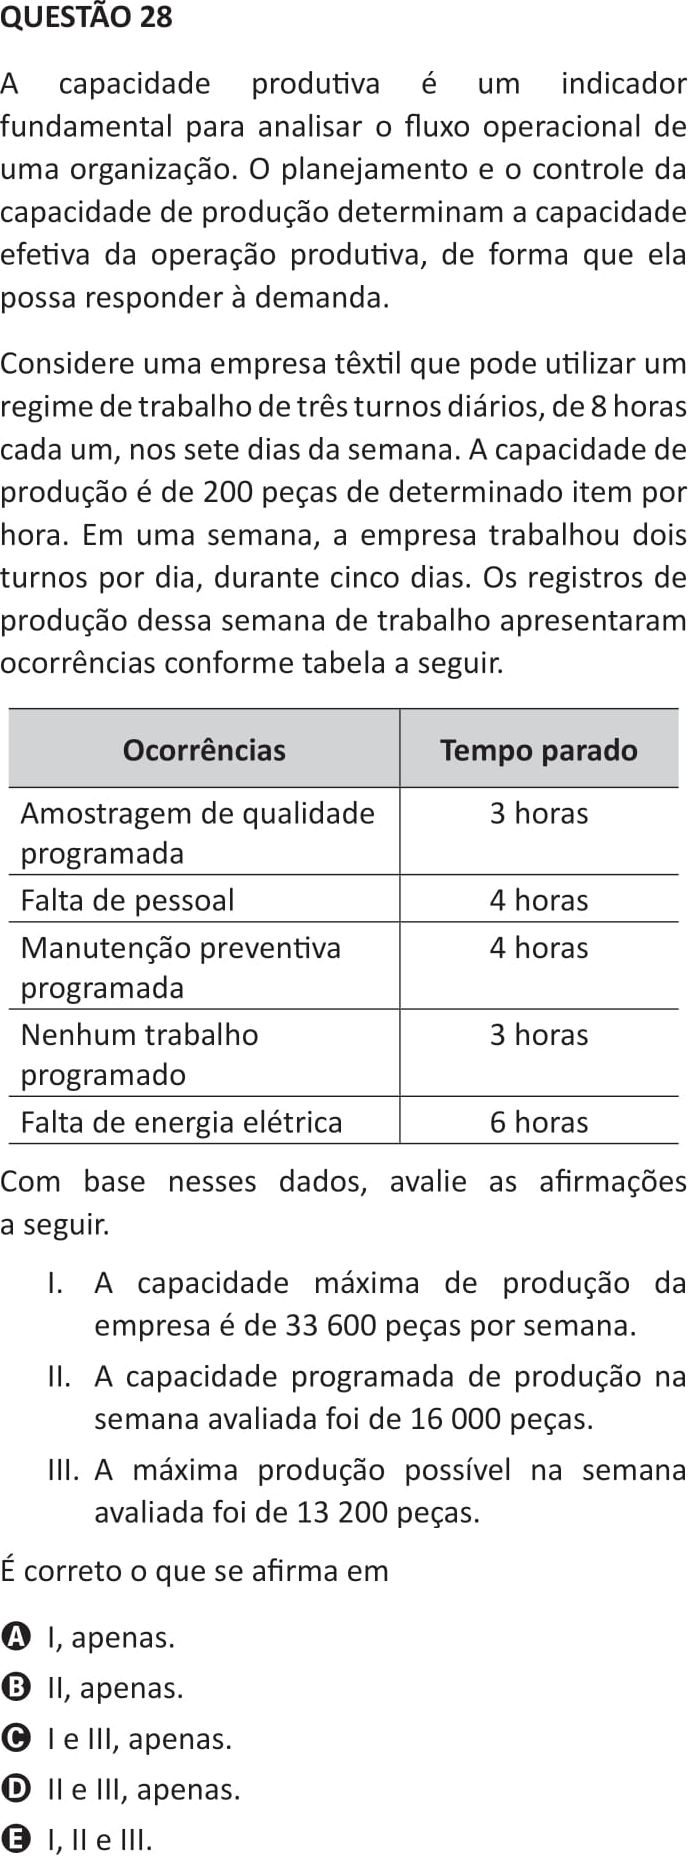 QUESTÃO 28
A capacidade produtiva é um indicador
fundamental para analisar o fluxo operacional de
uma organização. O planejamento e o controle da
capacidade de produção determinam a capacidade
efetiva da operação produtiva, de forma que ela
possa responder à demanda.
Considere uma empresa têxtil que pode utilizar um
regime de trabalho de três turnos diários, de 8 horas
cada um, nos sete dias da semana. A capacidade de
produção é de 200 peças de determinado item por
hora. Em uma semana, a empresa trabalhou dois
turnos por dia, durante cinco dias. Os registros de
produção dessa semana de trabalho apresentaram
ocorrências conforme tabela a seguir.
Ocorrências Tempo parado
Amostragem de qualidade 3 horas
programada
Falta de pessoal 4 horas
Manutenção preventiva 4 horas
programada
Nenhum trabalho 3 horas
programado
Falta de energia elétrica 6 horas
Com base nesses dados, avalie as afirmações
a seguir.
I. A capacidade máxima de produção da
empresa é de 33 600 peças por semana.
II. A capacidade programada de produção na
semana avaliada foi de 16 000 peças.
III. A máxima produção possível na semana
avaliada foi de 13 200 peças.
É correto o que se afirma em
A I, apenas.
B II, apenas.
C I e III, apenas.
D II e III, apenas.
E I, II e III.